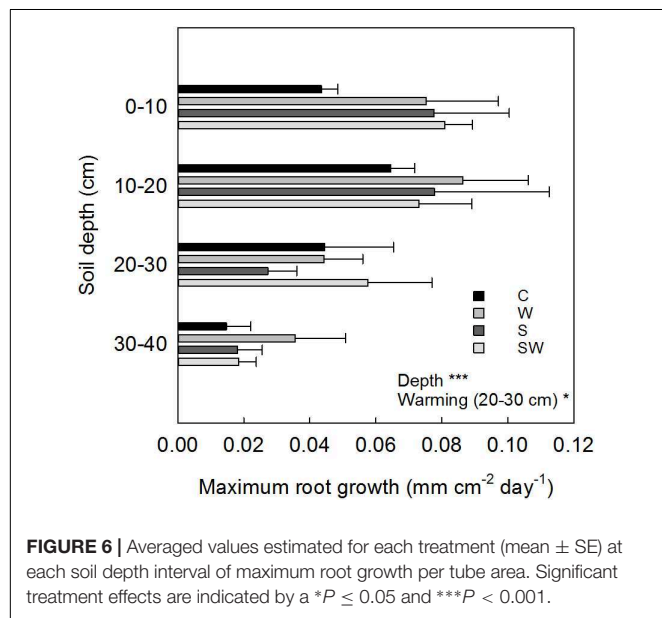 0-10
10-20
20-30
30-40
Soil depth (cm)
C
W
S
SW
Depth ***
Warming (20-30 cm) *
0.00 0.02 0.04 0.06 0.08 0.10 0.12
Maximum root growth (mm cm⁻² day⁻¹)
FIGURE 6 | Averaged values estimated for each treatment (mean ± SE) at
each soil depth interval of maximum root growth per tube area. Significant
treatment effects are indicated by a *P ≤ 0.05 and ***P < 0.001.